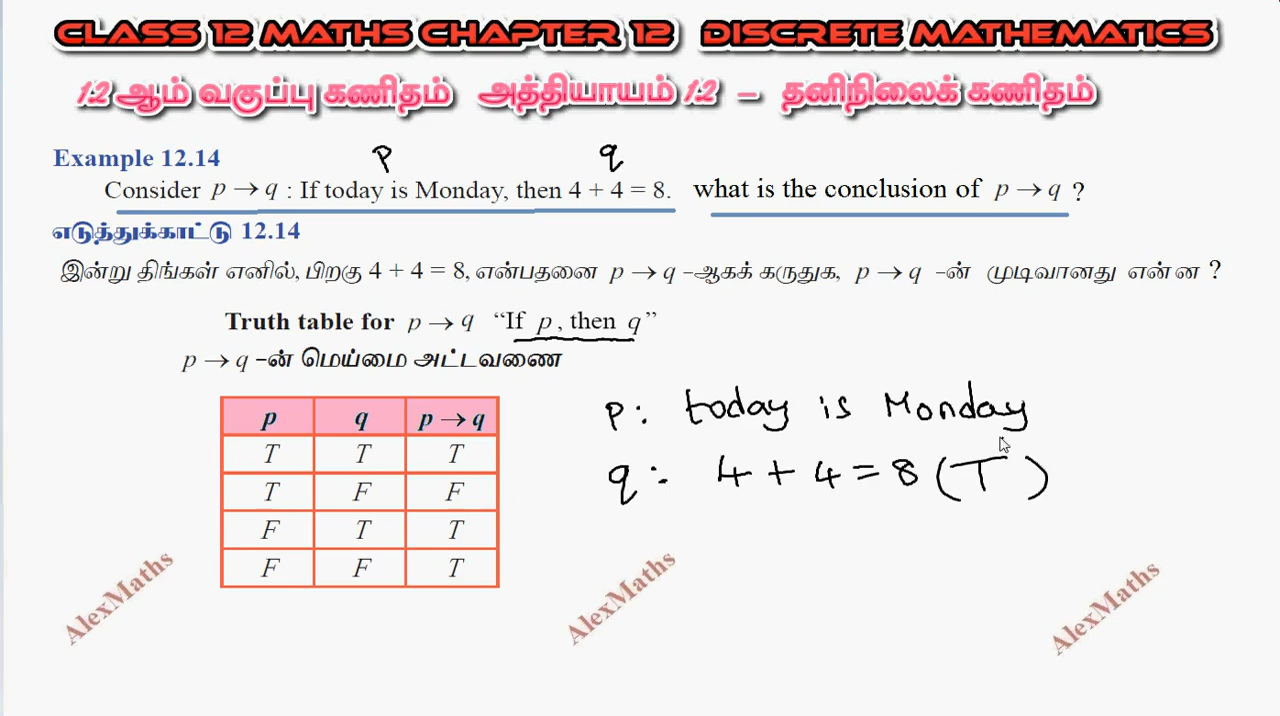 CLASS 12 MATHS CHAPTER 12 DISCRETE MATHEMATICS
12 ஆம் வகுப்பு கணிதம் அத்தியாயம் 12 – தனிநிலைக் கணிதம்
p q
Example 12.14
Consider p → q : If today is Monday, then 4 + 4 = 8. what is the conclusion of p → q ?
எடுத்துக்காட்டு 12.14
இன்று திங்கள் எனில், பிறகு 4 + 4 = 8, என்பதனை p → q -ஆகக் கருதுக, p → q -ன் முடிவானது என்ன ?
Truth table for p → q “If p, then q”
p → q -ன் மெய்மை அட்டவணை
p q p → q
T T T
T F F
F T T
F F T
p: today is Monday
q: 4 + 4 = 8 (T)
AlexMaths
AlexMaths
AlexMaths